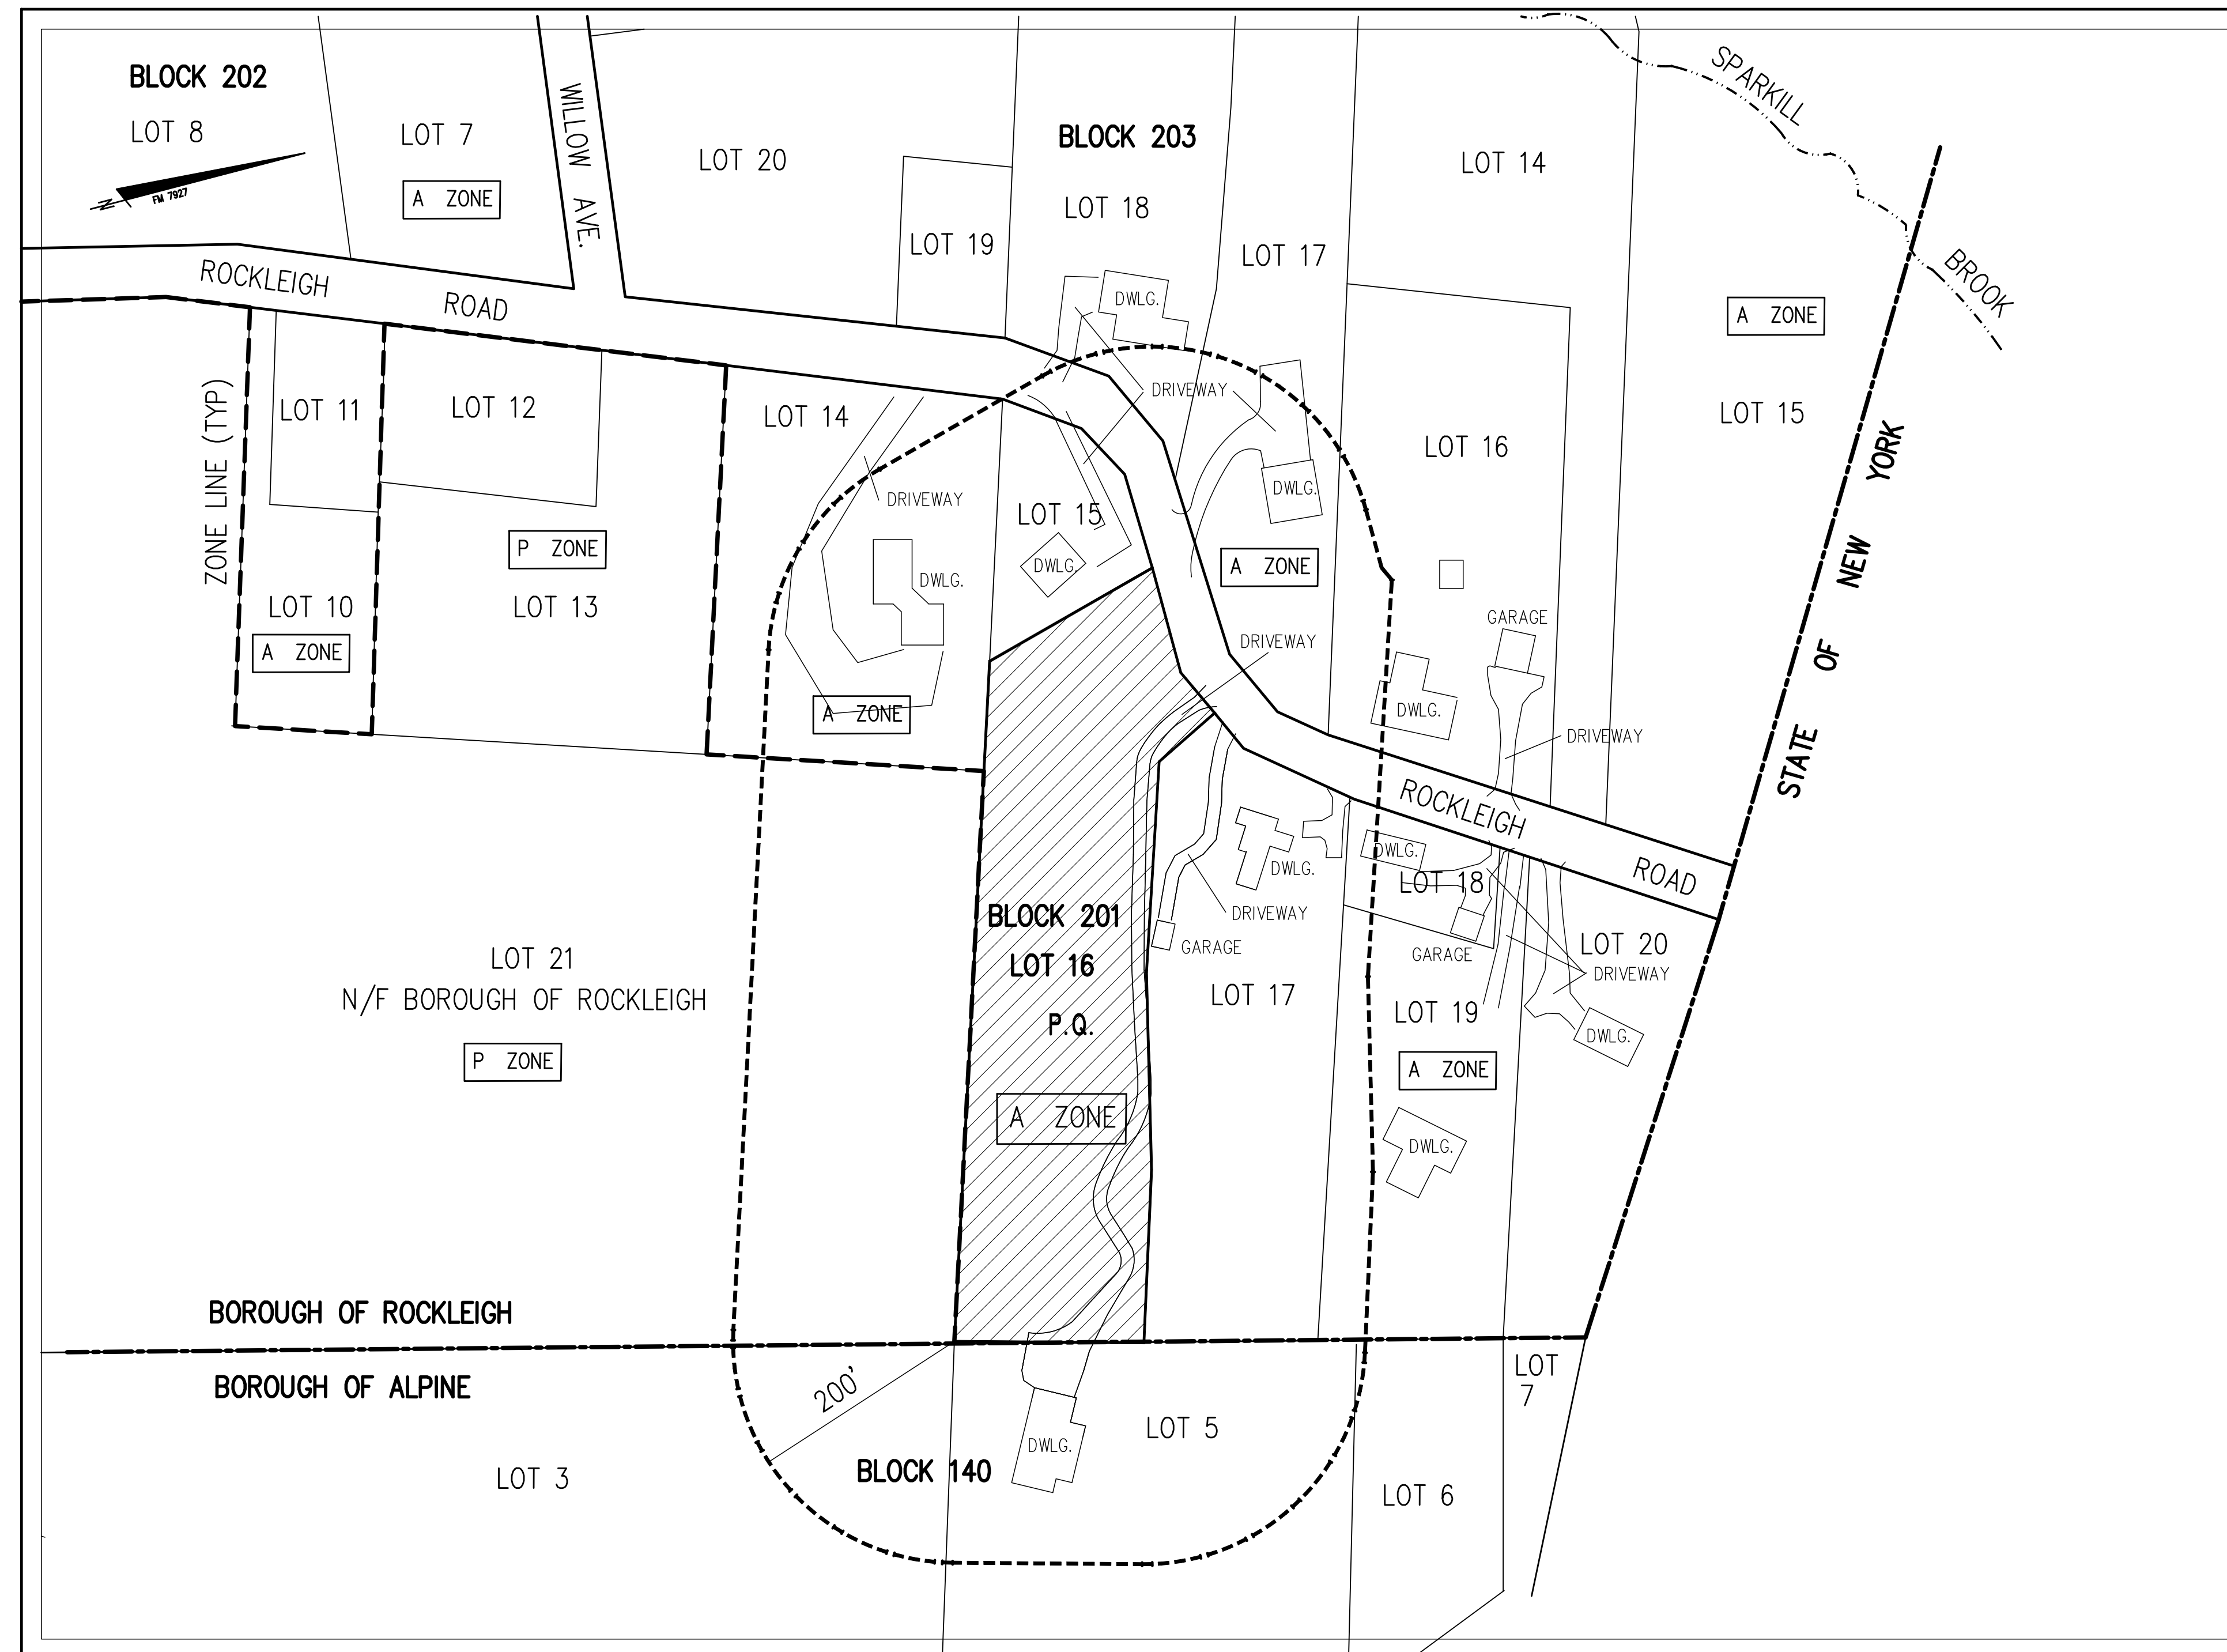 BLOCK 202
LOT 8
LOT 7
A ZONE
WILLOW AVE.
LOT 20
BLOCK 203
LOT 18
LOT 19
LOT 17
LOT 14
SPARKILL
BROOK
N
FM 7927
ROCKLEIGH ROAD
DWLG.
A ZONE
LOT 15
ZONE LINE (TYP)
LOT 11
LOT 12
LOT 14
DRIVEWAY
LOT 16
DRIVEWAY
DWLG.
LOT 15
P ZONE
DWLG.
DWLG.
A ZONE
LOT 10
LOT 13
A ZONE
GARAGE
DRIVEWAY
A ZONE
DWLG.
DRIVEWAY
STATE OF NEW YORK
ROCKLEIGH ROAD
DWLG.
DWLG.
LOT 18
BLOCK 201
LOT 16
P.Q.
A ZONE
DRIVEWAY
GARAGE
LOT 17
GARAGE
LOT 20
DRIVEWAY
LOT 19
DWLG.
A ZONE
DWLG.
LOT 21
N/F BOROUGH OF ROCKLEIGH
P ZONE
BOROUGH OF ROCKLEIGH
BOROUGH OF ALPINE
200'
LOT
7
LOT 5
DWLG.
BLOCK 140
LOT 3
LOT 6